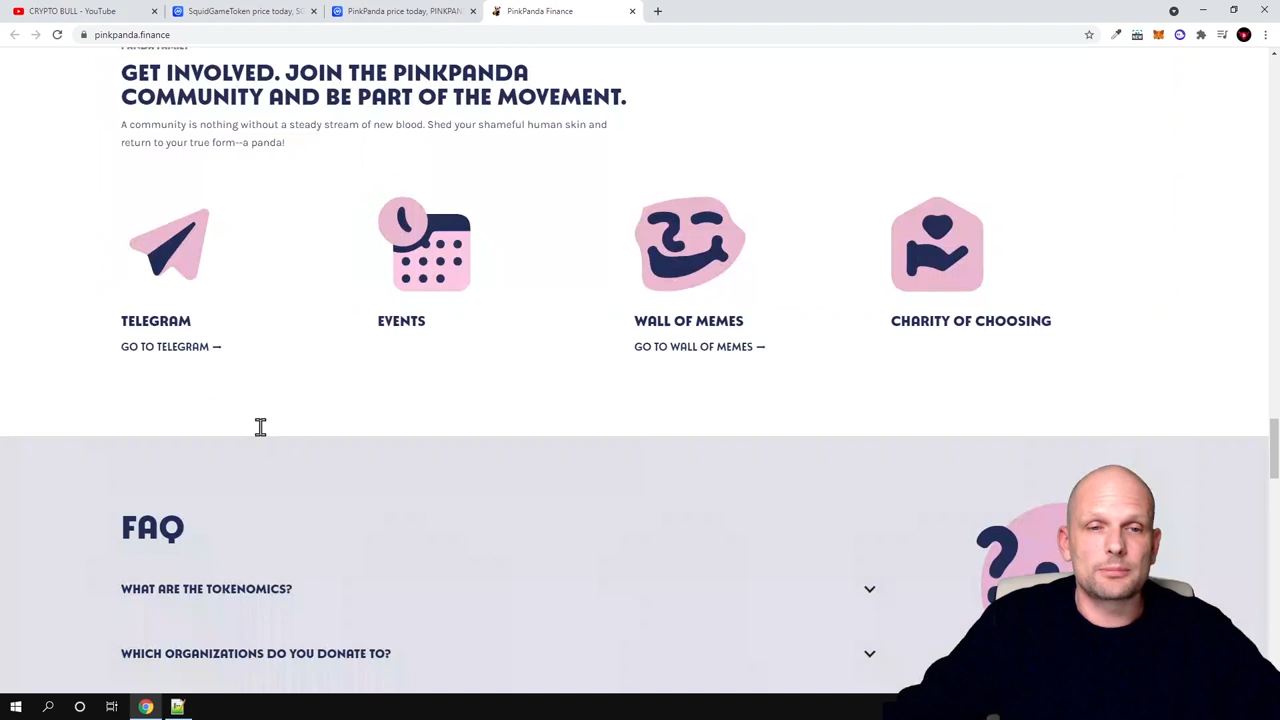 CRYPTO BULL - YouTube
SquidGameToken price today, SC
PinkPanda price today, PINKPAN
PinkPanda Finance
pinkpanda.finance
PANDA FAMILY
GET INVOLVED. JOIN THE PINKPANDA
COMMUNITY AND BE PART OF THE MOVEMENT.
A community is nothing without a steady stream of new blood. Shed your shameful human skin and
return to your true form--a panda!
TELEGRAM
EVENTS
WALL OF MEMES
CHARITY OF CHOOSING
GO TO TELEGRAM
GO TO WALL OF MEMES
FAQ
WHAT ARE THE TOKENOMICS?
WHICH ORGANIZATIONS DO YOU DONATE TO?